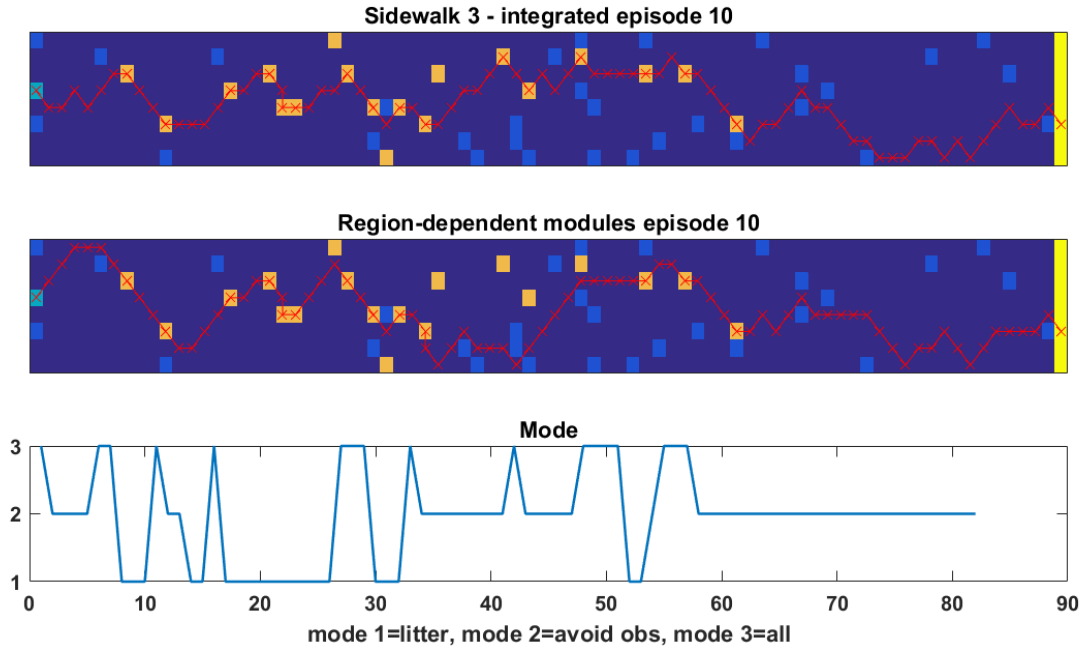 Sidewalk 3 - integrated episode 10
Region-dependent modules episode 10
Mode
3
2
1
0 10 20 30 40 50 60 70 80 90
mode 1=litter, mode 2=avoid obs, mode 3=all